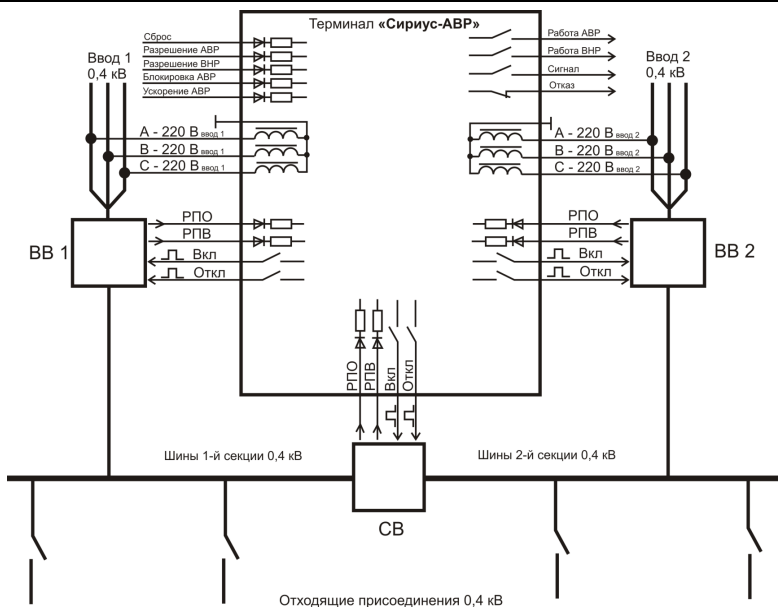 Терминал «Сириус-АВР»
Сброс
Разрешение АВР
Разрешение ВНР
Блокировка АВР
Ускорение АВР
Работа АВР
Работа ВНР
Сигнал
Отказ
Ввод 1
0,4 кВ
Ввод 2
0,4 кВ
А - 220 В ввод 1
В - 220 В ввод 1
С - 220 В ввод 1
А - 220 В ввод 2
В - 220 В ввод 2
С - 220 В ввод 2
ВВ 1
РПО
РПВ
Вкл
Откл
РПО
РПВ
Вкл
Откл
ВВ 2
РПО
РПВ
Вкл
Откл
Шины 1-й секции 0,4 кВ
Шины 2-й секции 0,4 кВ
СВ
Отходящие присоединения 0,4 кВ